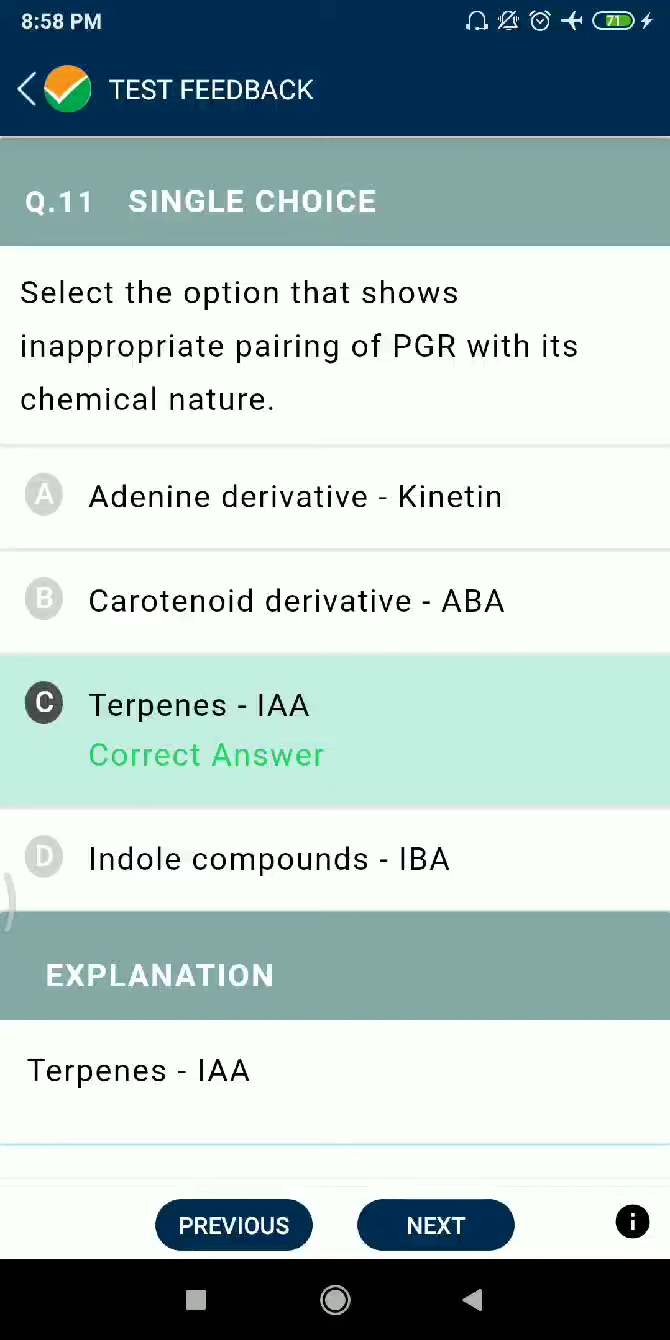 8:58 PM
71
TEST FEEDBACK
Q.11 SINGLE CHOICE
Select the option that shows
inappropriate pairing of PGR with its
chemical nature.
A Adenine derivative - Kinetin
B Carotenoid derivative - ABA
C Terpenes - IAA
Correct Answer
D Indole compounds - IBA
EXPLANATION
Terpenes - IAA
PREVIOUS NEXT i